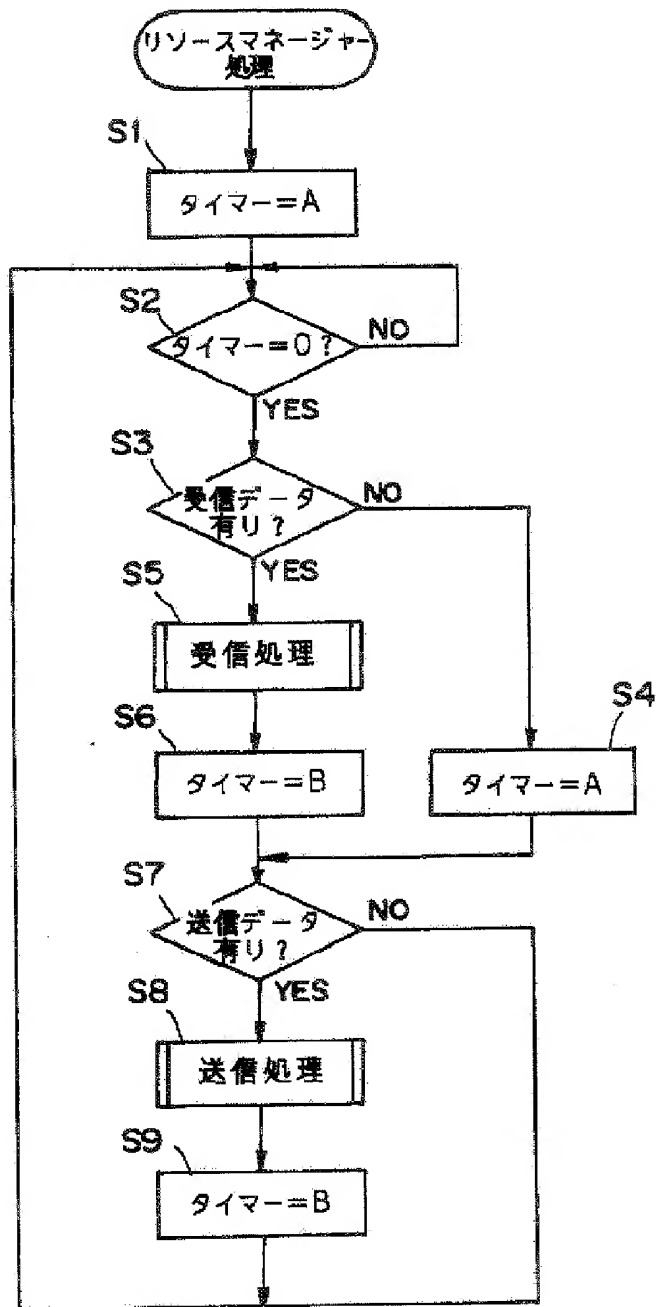 リソースマネージャー
処理
S1
タイマー=A
S2
タイマー=0?
NO
YES
S3
受信データ
有り?
NO
YES
S5
受信処理
S6
タイマー=B
S4
タイマー=A
S7
送信データ
有り?
NO
YES
S8
送信処理
S9
タイマー=B